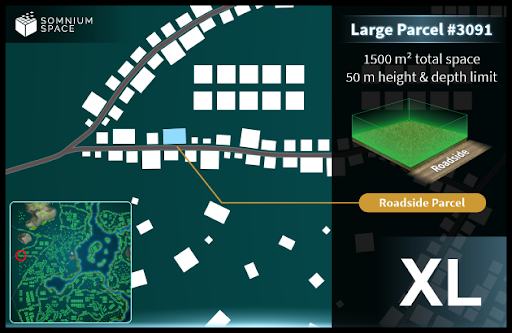 SOMNIUM
SPACE
Large Parcel #3091
1500 m² total space
50 m height & depth limit
Roadside
Roadside Parcel
XL